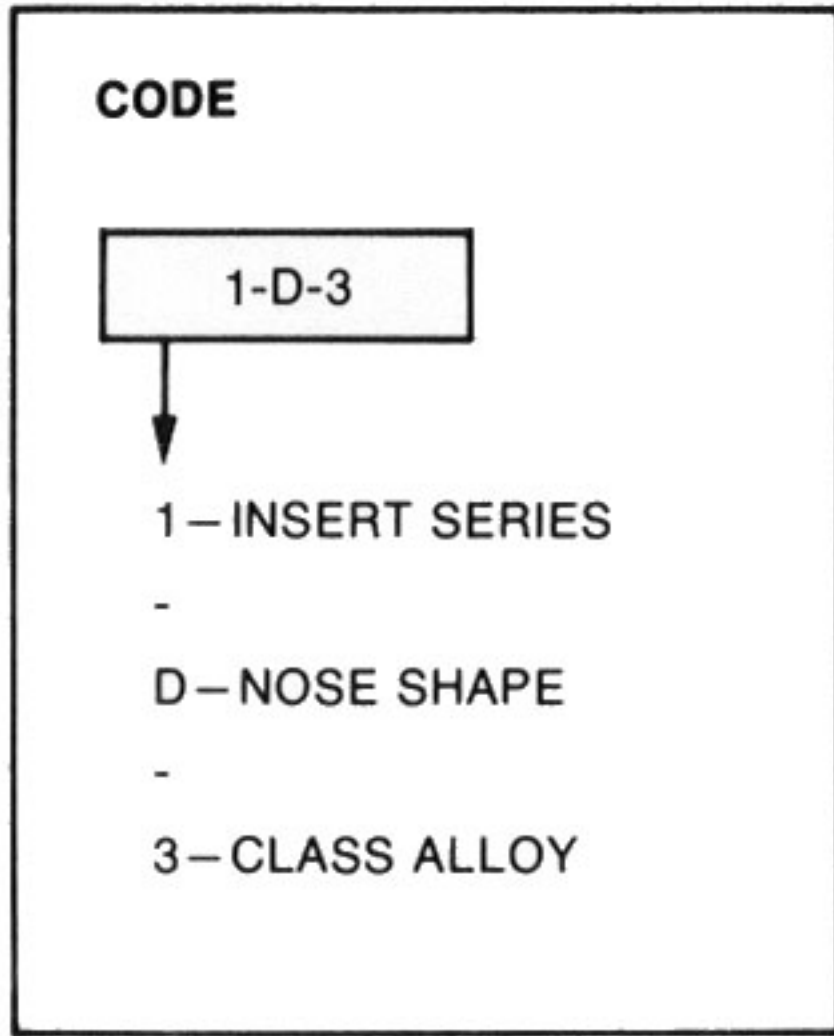 CODE
1-D-3
1—INSERT SERIES
-
D—NOSE SHAPE
-
3—CLASS ALLOY